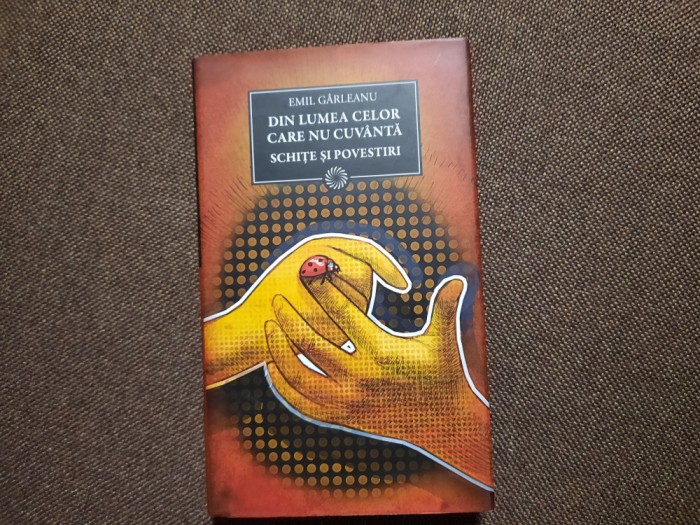 EMIL GÂRLEANU
DIN LUMEA CELOR
CARE NU CUVÂNTĂ
SCHIȚE ȘI POVESTIRI